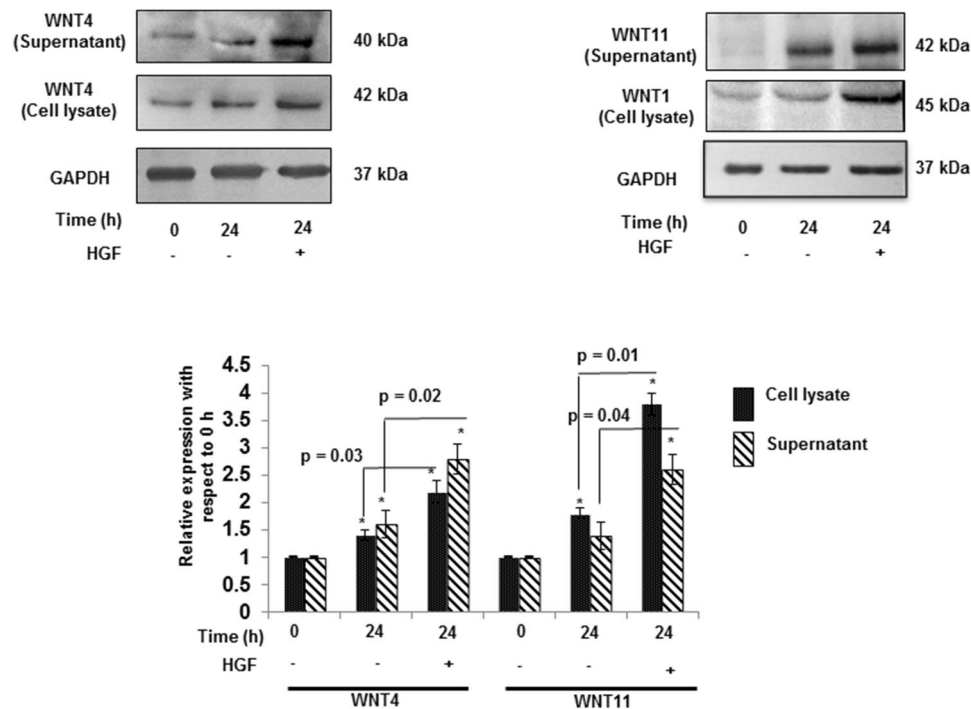 WNT4
(Supernatant)
40 kDa
WNT4
(Cell lysate)
42 kDa
GAPDH
37 kDa
Time (h) 0 24 24
HGF - - +
WNT11
(Supernatant)
42 kDa
WNT1
(Cell lysate)
45 kDa
GAPDH
37 kDa
Time (h) 0 24 24
HGF - - +
Relative expression with
respect to 0 h
4.5
4
3.5
3
2.5
2
1.5
1
0.5
0
p = 0.03
p = 0.02
p = 0.01
p = 0.04
* * * * * * *
Cell lysate
Supernatant
Time (h) 0 24 24 0 24 24
HGF - - + - - +
WNT4 WNT11